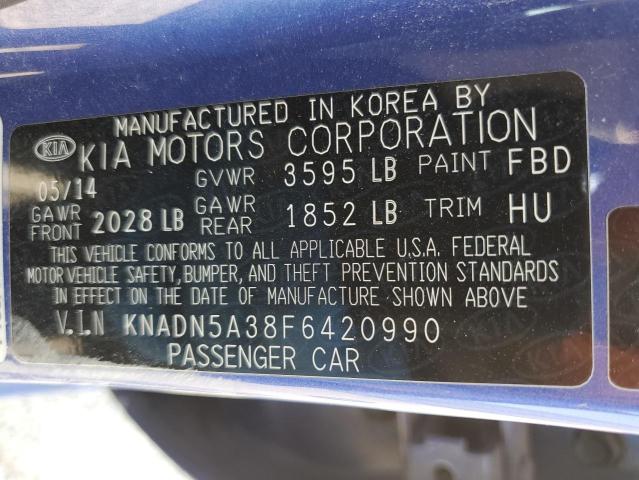 MANUFACTURED IN KOREA BY
KIA KIA MOTORS CORPORATION
05/14 GVWR 3595 LB PAINT FBD
GAWR FRONT 2028 LB GAWR REAR 1852 LB TRIM HU
THIS VEHICLE CONFORMS TO ALL APPLICABLE U.S.A. FEDERAL
MOTOR VEHICLE SAFETY, BUMPER, AND THEFT PREVENTION STANDARDS
IN EFFECT ON THE DATE OF MANUFACTURE SHOWN ABOVE.
V.I.N KNADN5A38F6420990
PASSENGER CAR